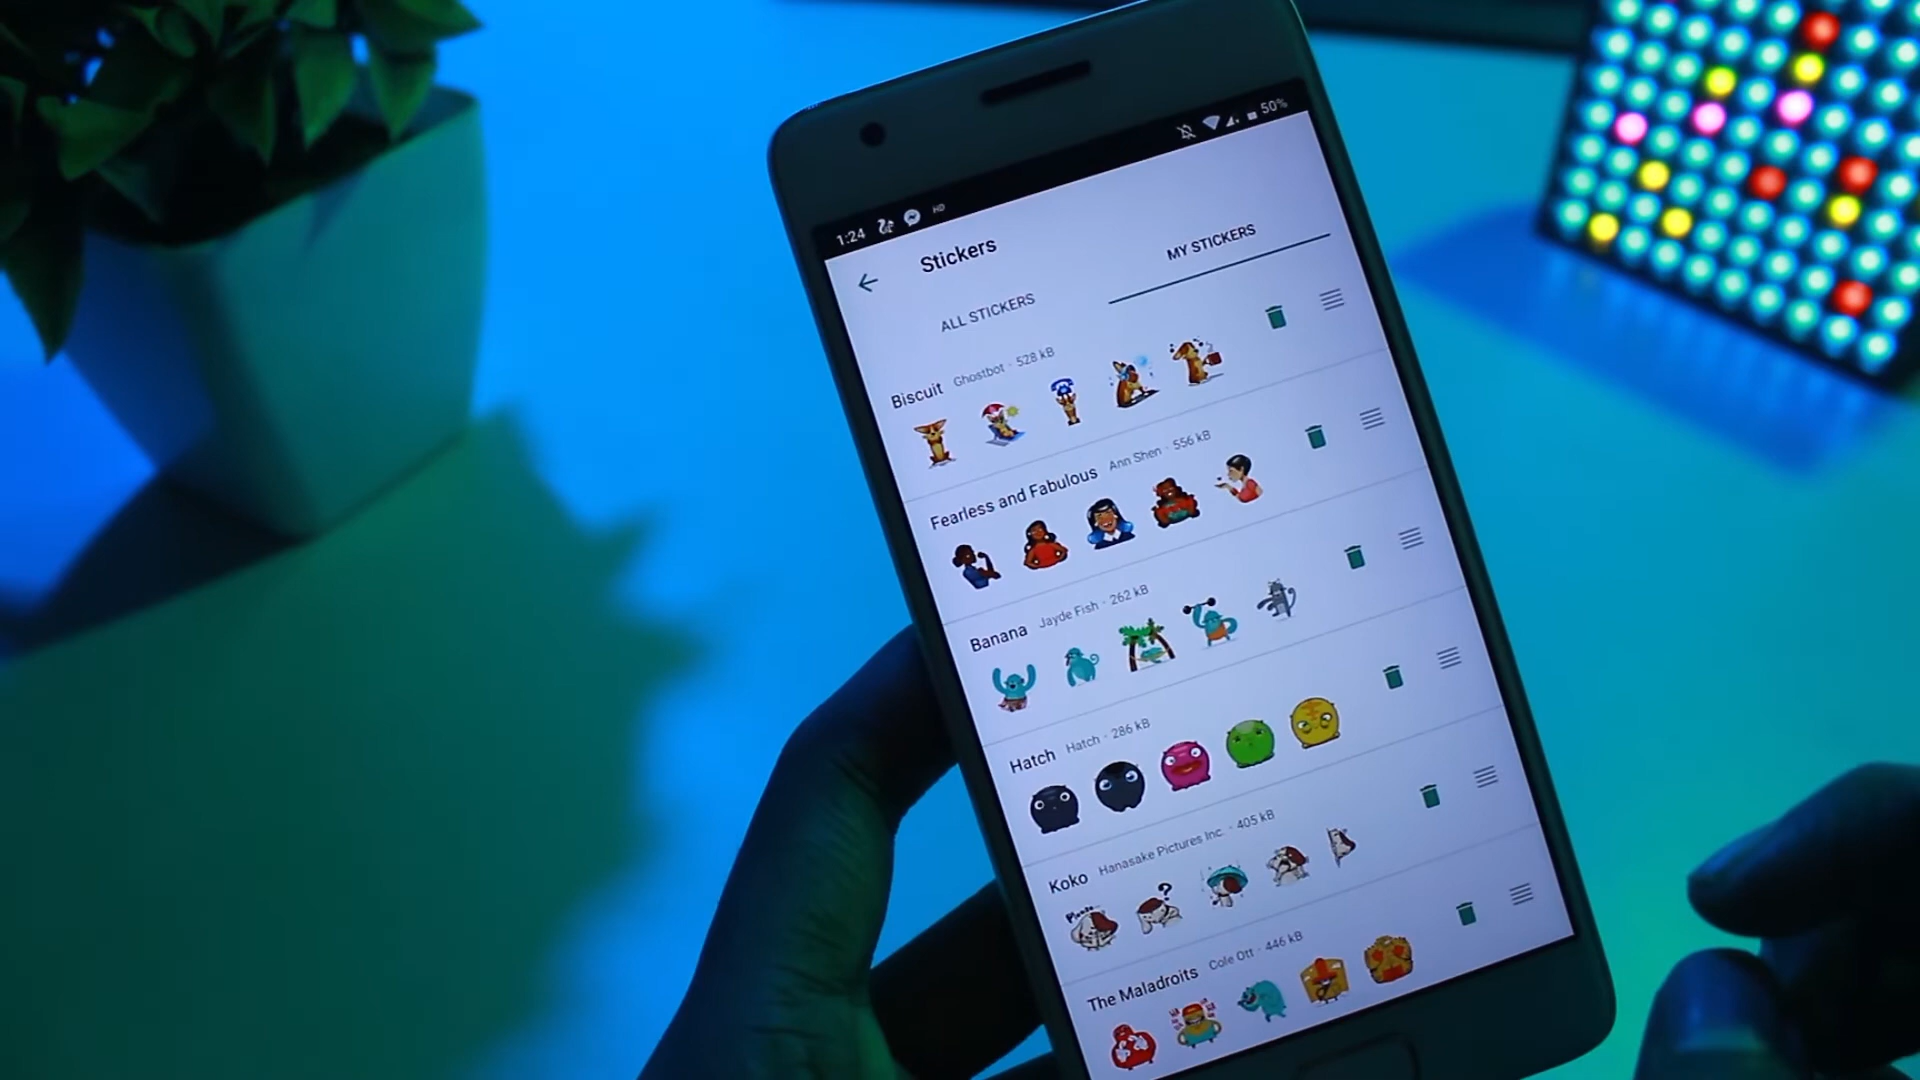 1:24 HD 50%
Stickers
ALL STICKERS MY STICKERS
Biscuit Ghostbot · 528 kB
Fearless and Fabulous Ann Shen · 556 kB
Banana Jayde Fish · 262 kB
Hatch Hatch · 286 kB
Koko Hanasake Pictures Inc. · 405 kB
Please...
?
The Maladroits Cole Ott · 446 kB